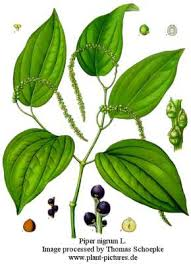 Piper nigrum L.
Image processed by Thomas Schoepke
www.plant-pictures.de